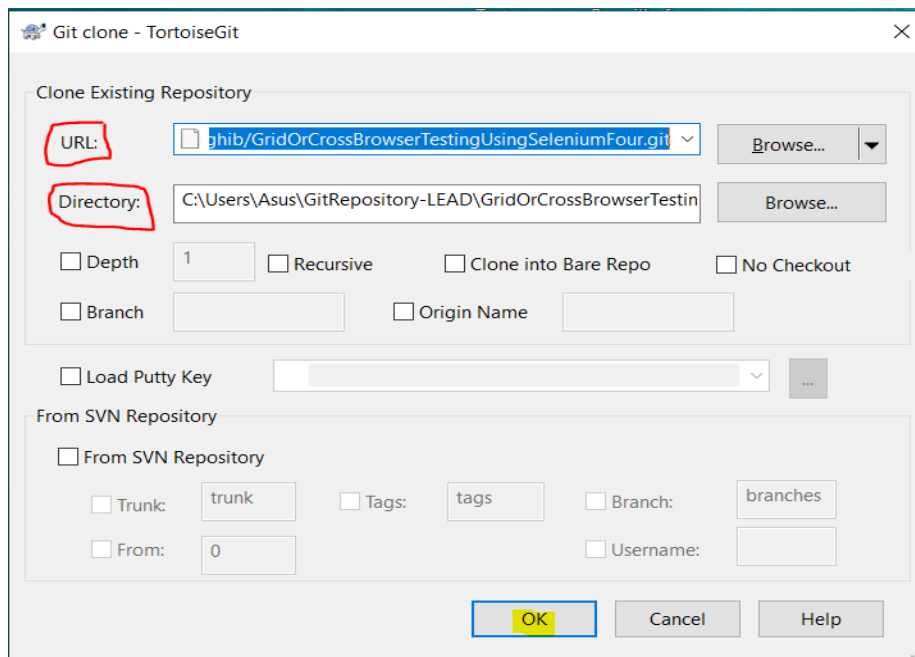 Git clone - TortoiseGit
Clone Existing Repository
URL: ghib/GridOrCrossBrowserTestingUsingSeleniumFour.git Browse...
Directory: C:\Users\Asus\GitRepository-LEAD\GridOrCrossBrowserTestin Browse...
Depth 1 Recursive Clone into Bare Repo No Checkout
Branch Origin Name
Load Putty Key ...
From SVN Repository
From SVN Repository
Trunk: trunk Tags: tags Branch: branches
From: 0 Username:
OK Cancel Help